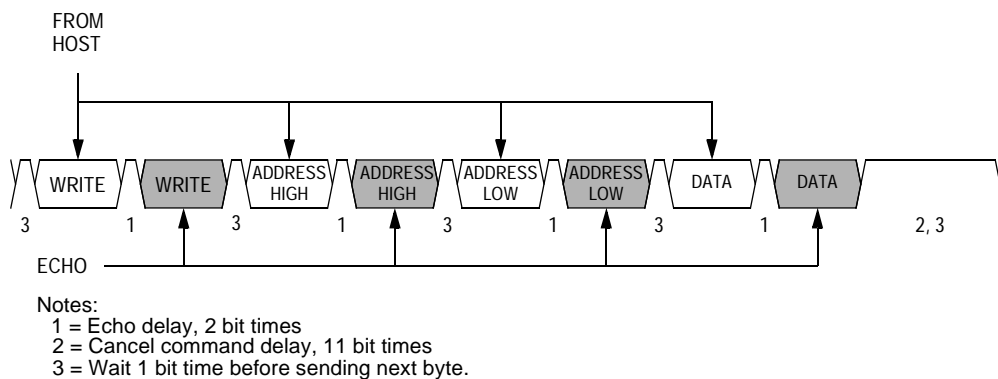 FROM
HOST
WRITE WRITE ADDRESS HIGH ADDRESS HIGH ADDRESS LOW ADDRESS LOW DATA DATA
3 1 3 1 3 1 3 1 2, 3
ECHO
Notes:
1 = Echo delay, 2 bit times
2 = Cancel command delay, 11 bit times
3 = Wait 1 bit time before sending next byte.